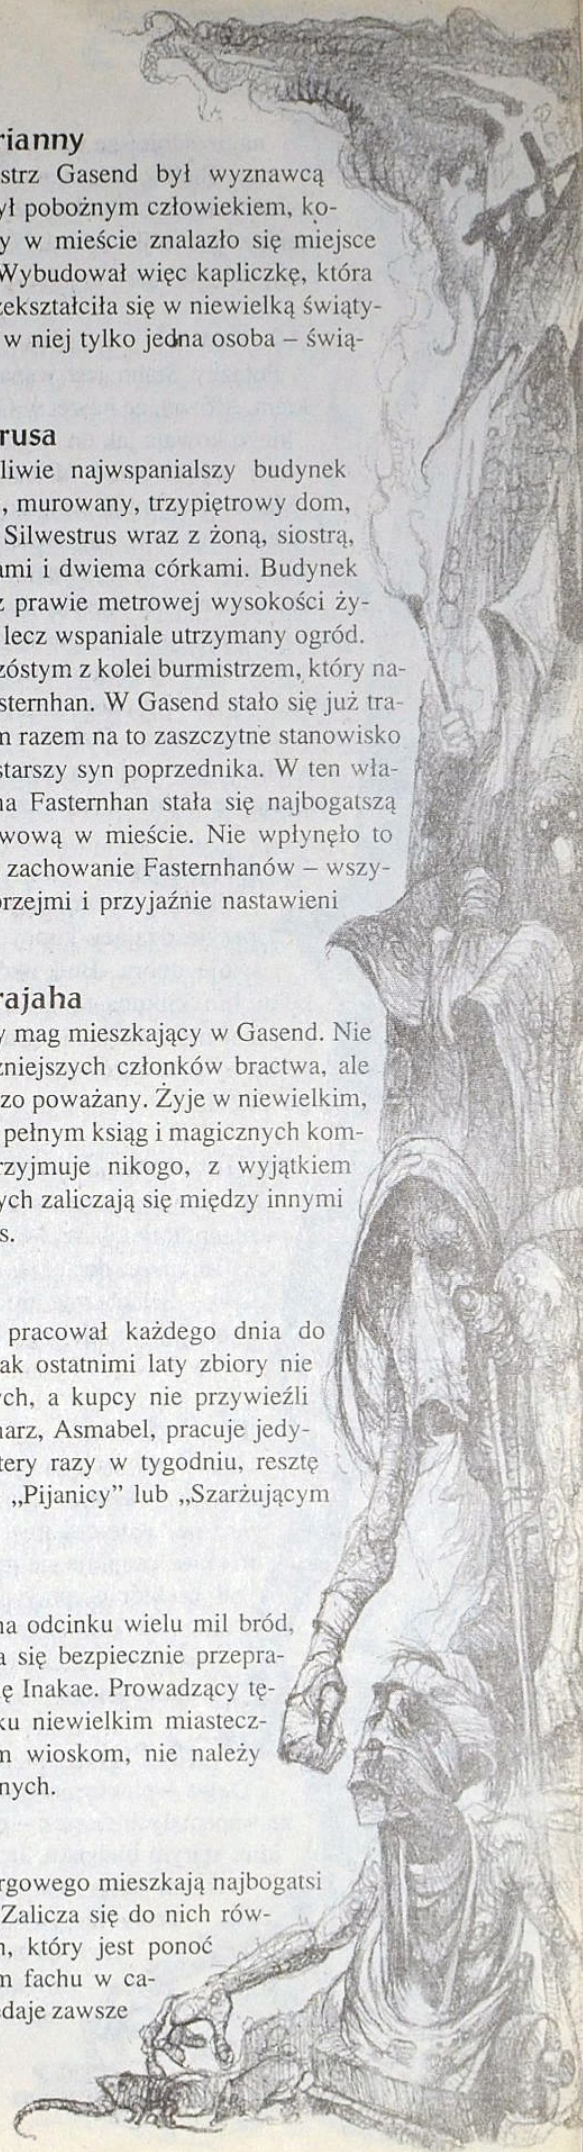 rianny
strz Gasend był wyznawcą
ył pobożnym człowiekiem, ko-
y w mieście znalazło się miejsce
Wybudował więc kapliczkę, która
zekształciła się w niewielką świąty-
w niej tylko jedna osoba – świą-
rusa
liwie najwspanialszy budynek
, murowany, trzypiętrowy dom,
Silwestrus wraz z żoną, siostrą,
ami i dwiema córkami. Budynek
z prawie metrowej wysokości ży-
lecz wspaniale utrzymany ogród.
zóstym z kolei burmistrzem, który na-
sternhan. W Gasend stało się już tra-
m razem na to zaszczytne stanowisko
starszy syn poprzednika. W ten wła-
na Fasternhan stała się najbogatszą
wową w mieście. Nie wpłynęło to
zachowanie Fasternhanów – wszy-
orzejmi i przyjaźnie nastawieni
rajaha
y mag mieszkający w Gasend. Nie
żniejszych członków bractwa, ale
zo poważany. Żyje w niewielkim,
pełnym ksiąg i magicznych kom-
rzyjmuje nikogo, z wyjątkiem
ych zaliczają się między innymi
s.
pracował każdego dnia do
ak ostatnimi laty zbiory nie
ych, a kupcy nie przywieźli
narz, Asmabel, pracuje jedy-
tery razy w tygodniu, resztę
„Pijanicy” lub „Szarżującym
na odcinku wielu mil bród,
a się bezpiecznie przepra-
ę Inakae. Prowadzący tę-
ku niewielkim miastecz-
m wioskom, nie należy
nych.
rgowego mieszkają najbogatsi
Zalicza się do nich rów-
n, który jest ponoć
m fachu w ca-
edaje zawsze